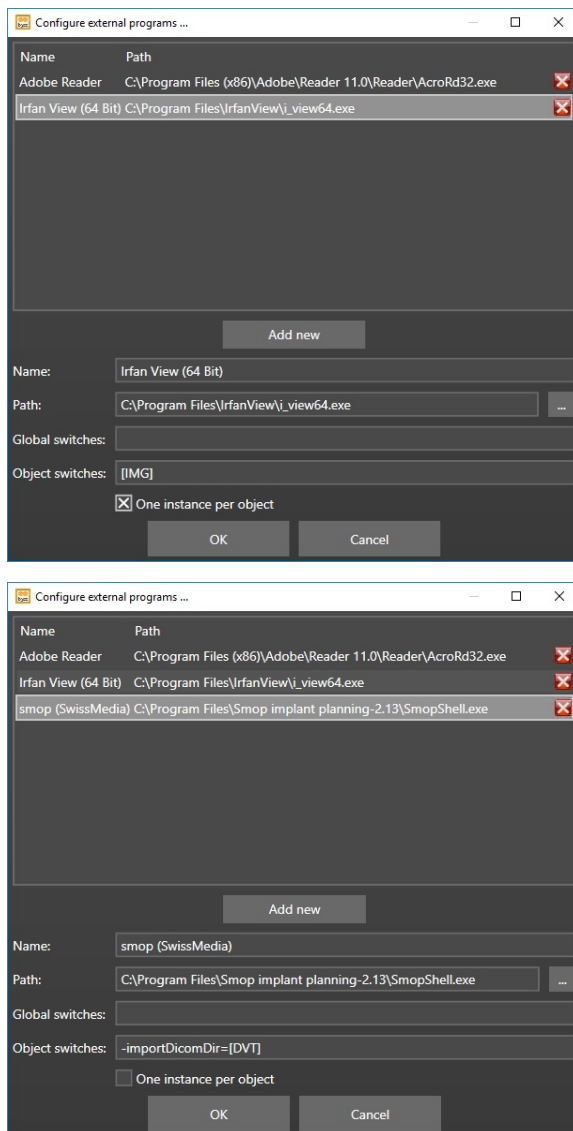 Configure external programs ...
Name Path
Adobe Reader C:\Program Files (x86)\Adobe\Reader 11.0\Reader\AcroRd32.exe
Irfan View (64 Bit) C:\Program Files\IrfanView\i_view64.exe
Add new
Name: Irfan View (64 Bit)
Path: C:\Program Files\IrfanView\i_view64.exe ...
Global switches:
Object switches: [IMG]
One instance per object
OK Cancel
Configure external programs ...
Name Path
Adobe Reader C:\Program Files (x86)\Adobe\Reader 11.0\Reader\AcroRd32.exe
Irfan View (64 Bit) C:\Program Files\IrfanView\i_view64.exe
smop (SwissMedia) C:\Program Files\Smop implant planning-2.13\SmopShell.exe
Add new
Name: smop (SwissMedia)
Path: C:\Program Files\Smop implant planning-2.13\SmopShell.exe ...
Global switches:
Object switches: -importDicomDir=[DVT]
One instance per object
OK Cancel